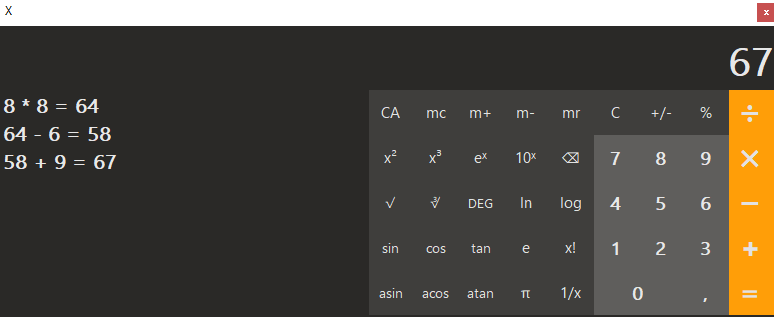 X
x
67
8 * 8 = 64
64 - 6 = 58
58 + 9 = 67
CA mc m+ m- mr C +/- % ÷
x² x³ eˣ 10ˣ ⌫ 7 8 9 ×
√ ∛ DEG ln log 4 5 6 −
sin cos tan e x! 1 2 3 +
asin acos atan π 1/x 0 , =